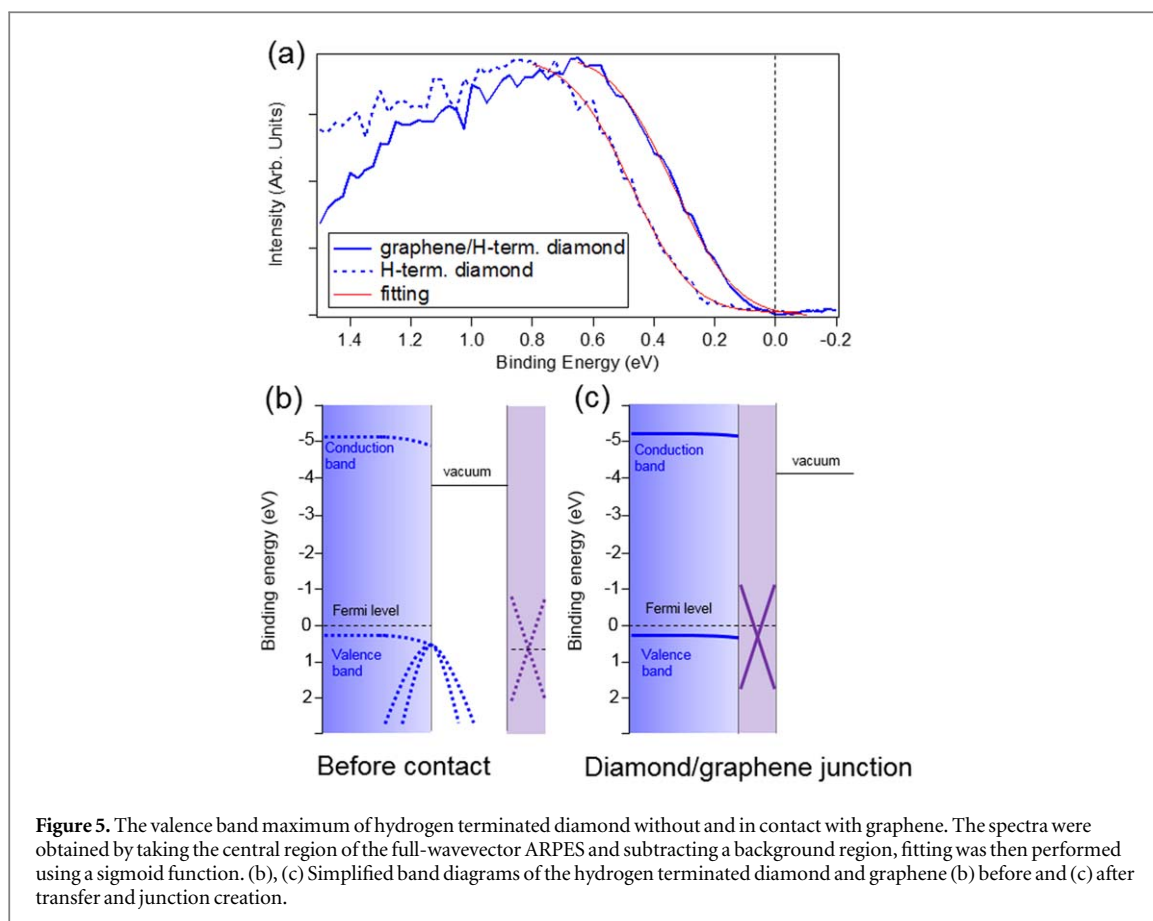 (a)
Intensity (Arb. Units)
graphene/H-term. diamond
H-term. diamond
fitting
1.4 1.2 1.0 0.8 0.6 0.4 0.2 0.0 -0.2
Binding Energy (eV)
(b)
Binding energy (eV)
-5
-4
-3
-2
-1
0
1
2
Conduction
band
vacuum
Fermi level
Valence
band
Before contact
(c)
Binding energy (eV)
-5
-4
-3
-2
-1
0
1
2
Conduction
band
vacuum
Fermi level
Valence
band
Diamond/graphene junction
Figure 5. The valence band maximum of hydrogen terminated diamond without and in contact with graphene. The spectra were
obtained by taking the central region of the full-wavevector ARPES and subtracting a background region, fitting was then performed
using a sigmoid function. (b), (c) Simplified band diagrams of the hydrogen terminated diamond and graphene (b) before and (c) after
transfer and junction creation.